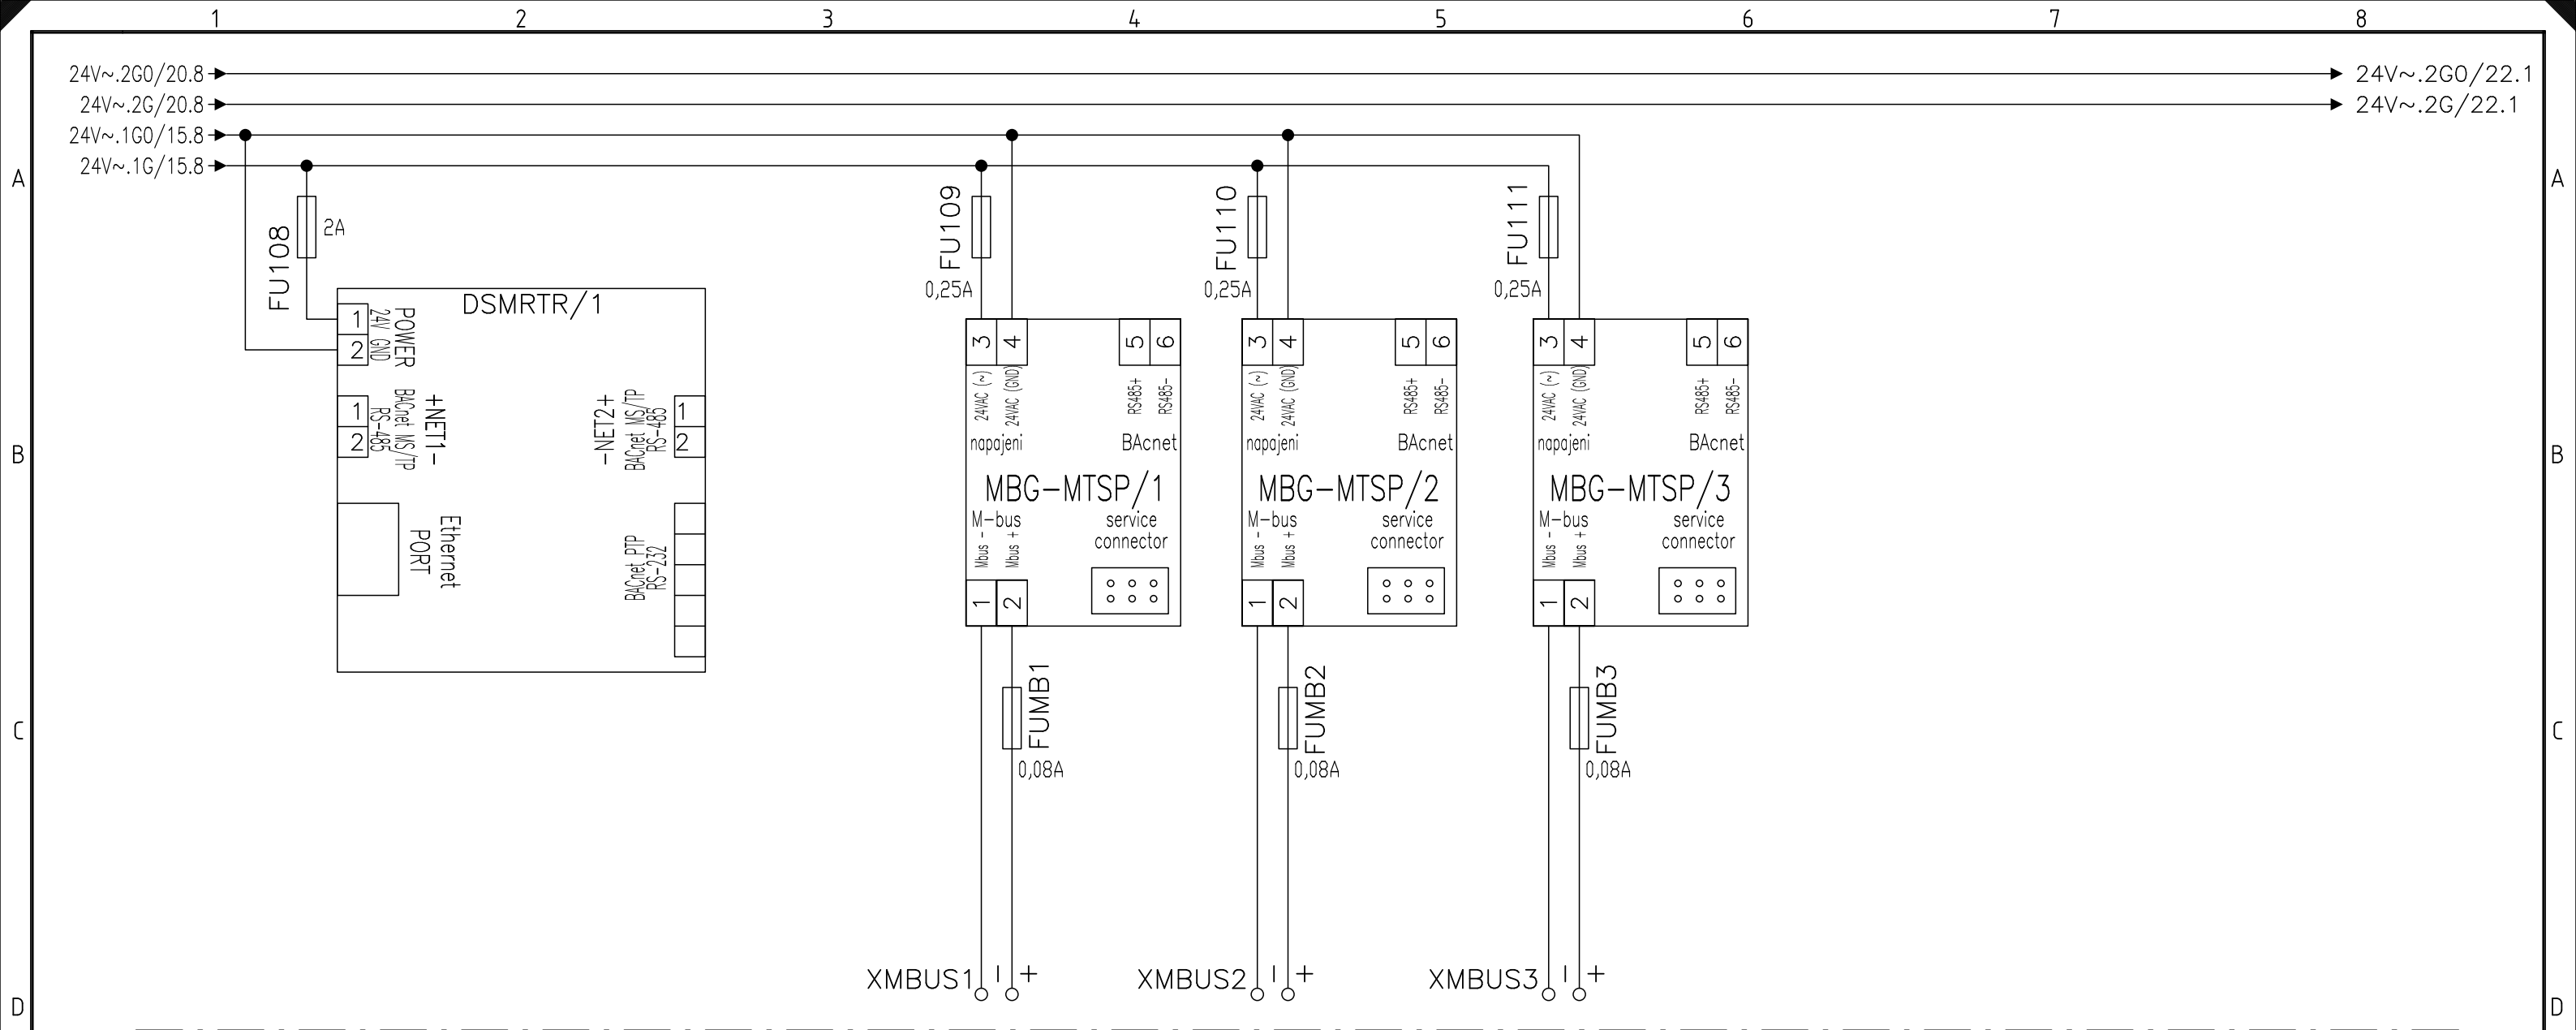 1 2 3 4 5 6 7 8
24V~.2G0/20.8 24V~.2G0/22.1
24V~.2G/20.8 24V~.2G/22.1
24V~.1G0/15.8
24V~.1G/15.8
A A
FU108
2A
FU109
0,25A
FU110
0,25A
FU111
0,25A
DSMRTR/1
1
2
24V GND
POWER
1
2
RS-485
BACnet MS/TP
+NET1-
-NET2+
BACnet MS/TP
RS-485
1
2
Ethernet
PORT
BACnet PTP
RS-232
B B
3 4 5 6
24VAC (~)
24VAC (GND)
RS485+
RS485-
napajeni BAcnet
MBG-MTSP/1
M-bus service
connector
Mbus -
Mbus +
1 2
3 4 5 6
24VAC (~)
24VAC (GND)
RS485+
RS485-
napajeni BAcnet
MBG-MTSP/2
M-bus service
connector
Mbus -
Mbus +
1 2
3 4 5 6
24VAC (~)
24VAC (GND)
RS485+
RS485-
napajeni BAcnet
MBG-MTSP/3
M-bus service
connector
Mbus -
Mbus +
1 2
C C
FUMB1
0,08A
FUMB2
0,08A
FUMB3
0,08A
XMBUS1 - +
XMBUS2 - +
XMBUS3 - +
D D